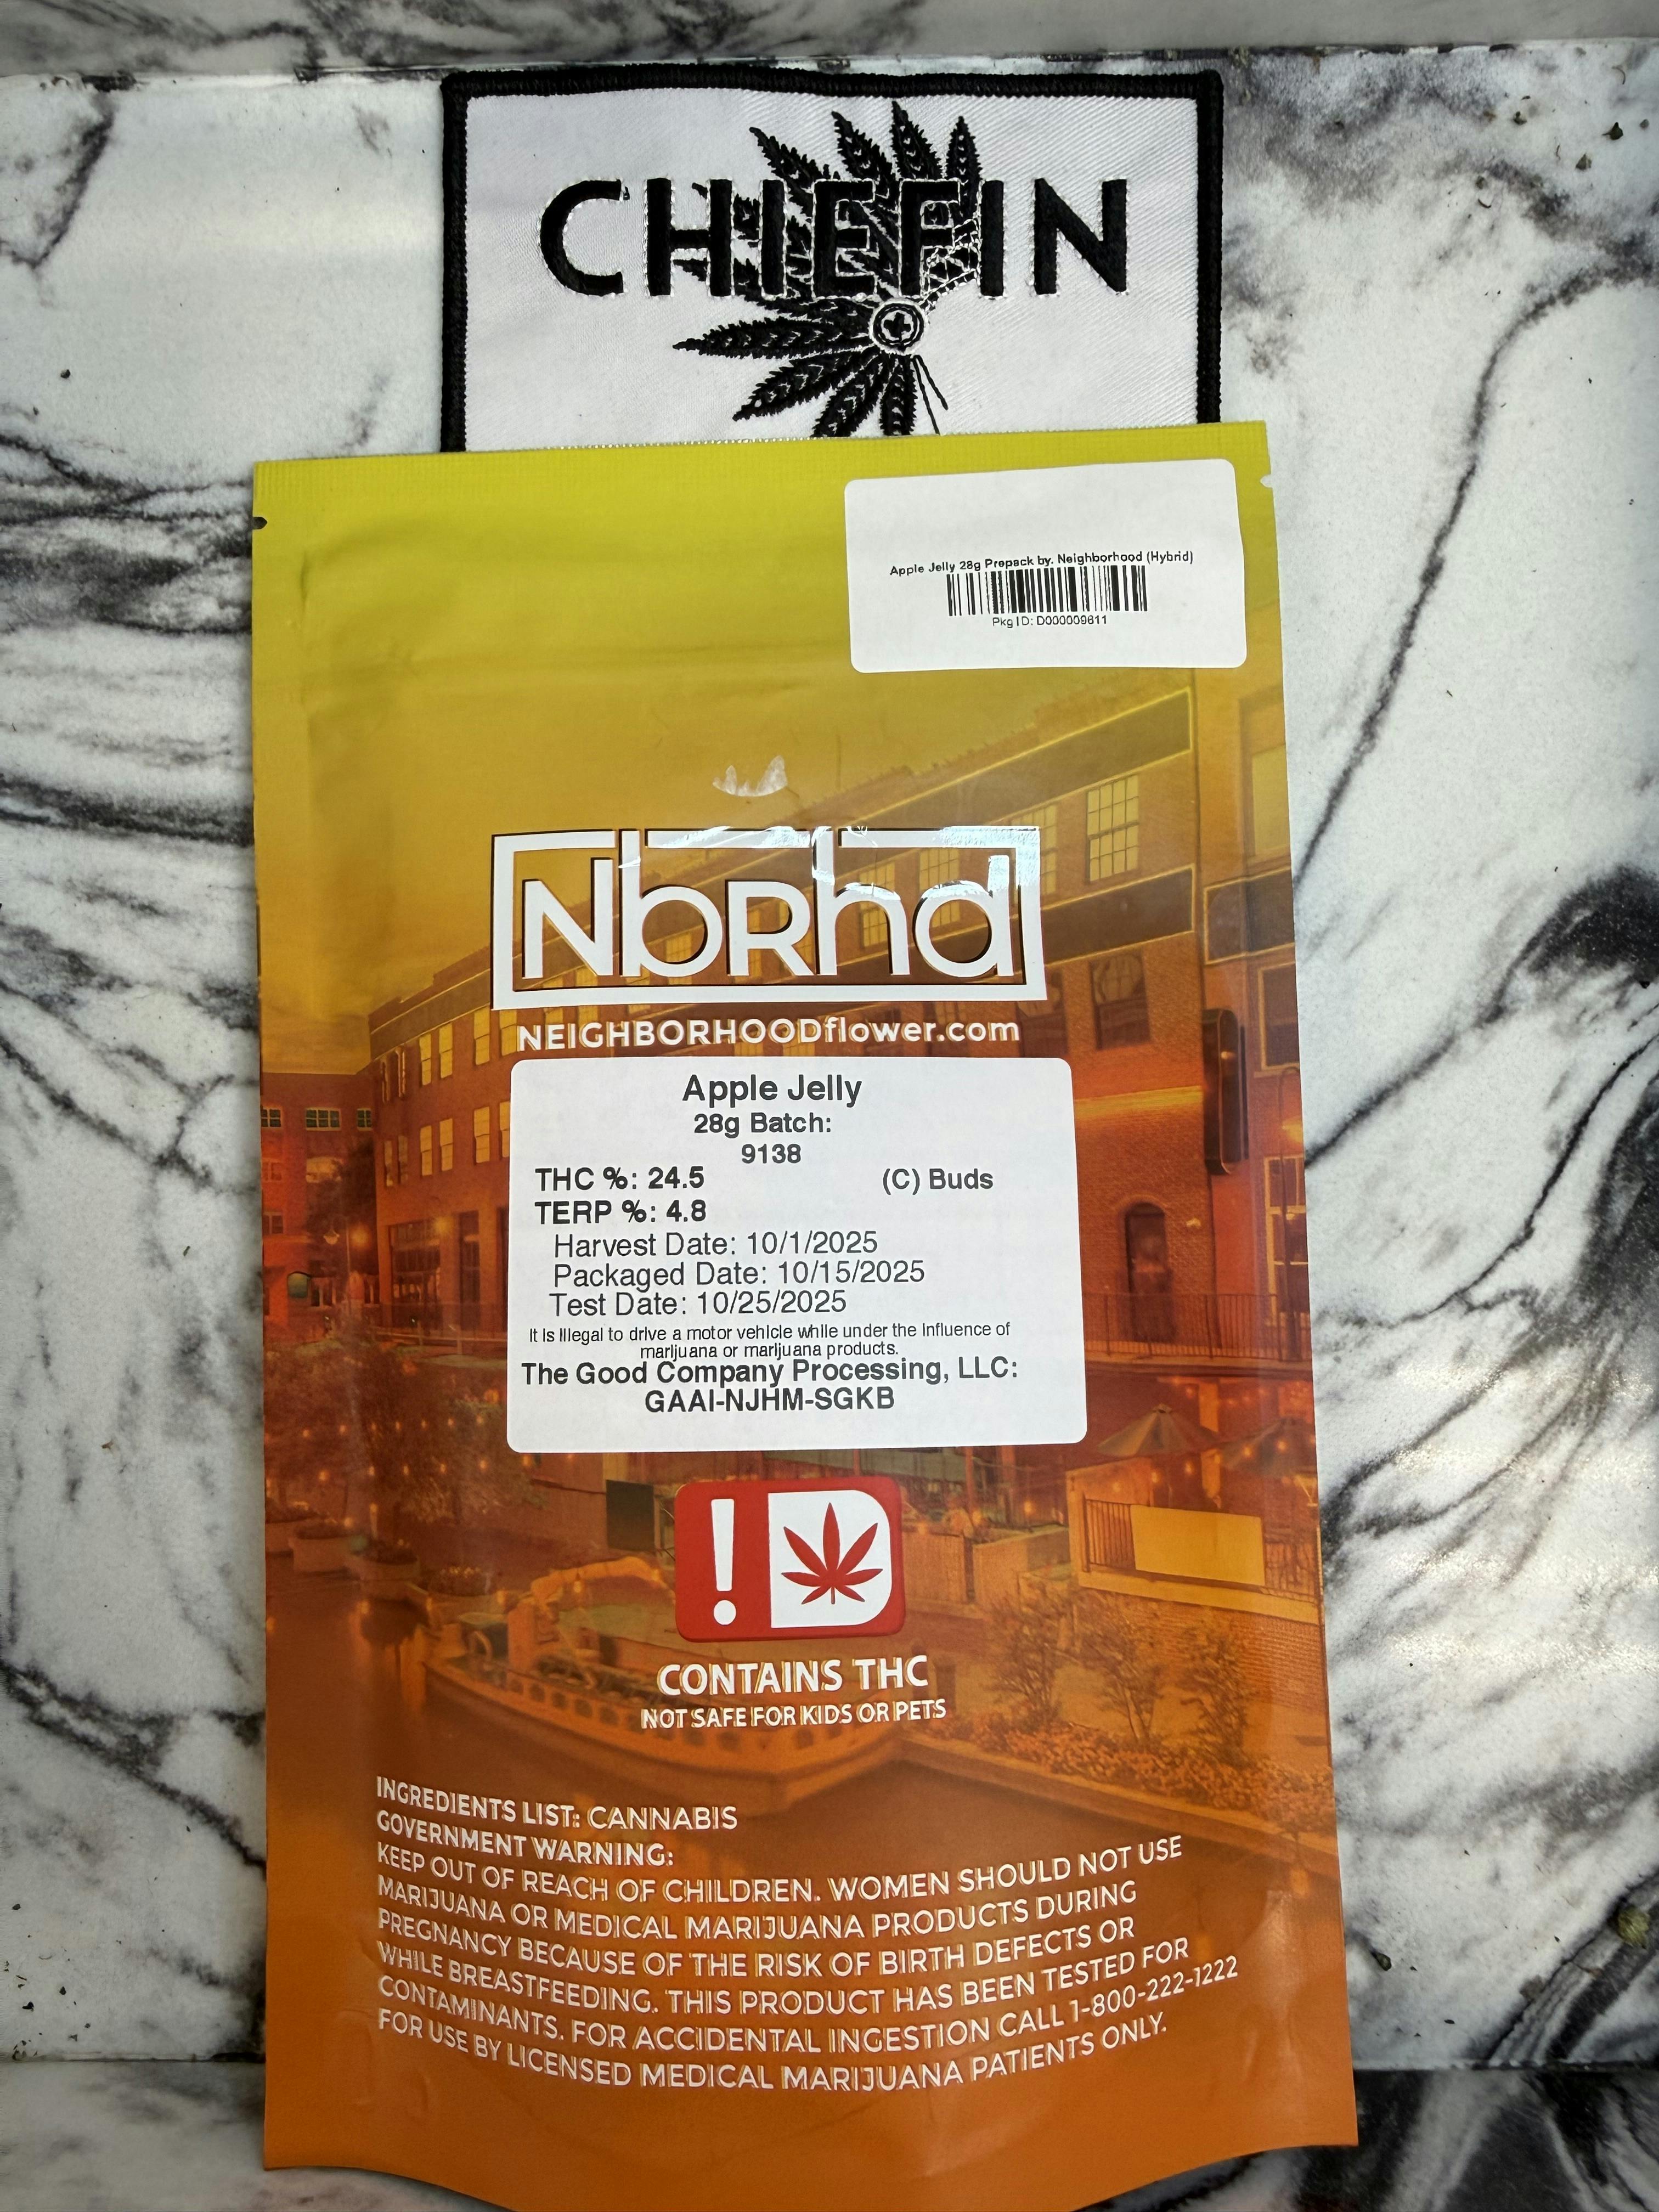 CHIEFIN
Apple Jelly 28g Prepack by. Neighborhood (Hybrid)
Pkg ID: D000009611
NbRhd
NEIGHBORHOODflower.com
Apple Jelly
28g Batch:
9138
THC %: 24.5 (C) Buds
TERP %: 4.8
Harvest Date: 10/1/2025
Packaged Date: 10/15/2025
Test Date: 10/25/2025
It is illegal to drive a motor vehicle while under the influence of
marijuana or marijuana products.
The Good Company Processing, LLC:
GAAI-NJHM-SGKB
CONTAINS THC
NOT SAFE FOR KIDS OR PETS
INGREDIENTS LIST: CANNABIS
GOVERNMENT WARNING:
KEEP OUT OF REACH OF CHILDREN. WOMEN SHOULD NOT USE
MARIJUANA OR MEDICAL MARIJUANA PRODUCTS DURING
PREGNANCY BECAUSE OF THE RISK OF BIRTH DEFECTS OR
WHILE BREASTFEEDING. THIS PRODUCT HAS BEEN TESTED FOR
CONTAMINANTS. FOR ACCIDENTAL INGESTION CALL 1-800-222-1222
FOR USE BY LICENSED MEDICAL MARIJUANA PATIENTS ONLY.